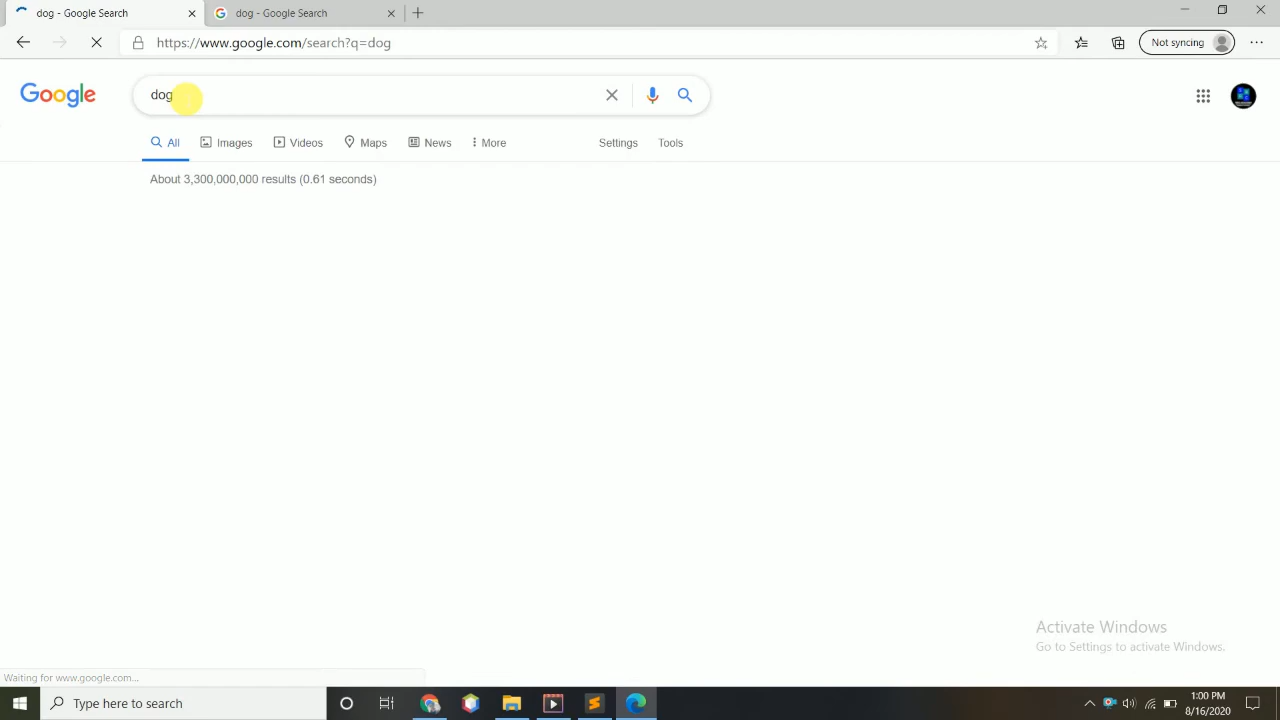 dog - Google Search
dog - Google Search
https://www.google.com/search?q=dog
Not syncing
Google
dog
All
Images
Videos
Maps
News
More
Settings
Tools
About 3,300,000,000 results (0.61 seconds)
Activate Windows
Go to Settings to activate Windows.
Waiting for www.google.com...
Type here to search
1:00 PM
8/16/2020